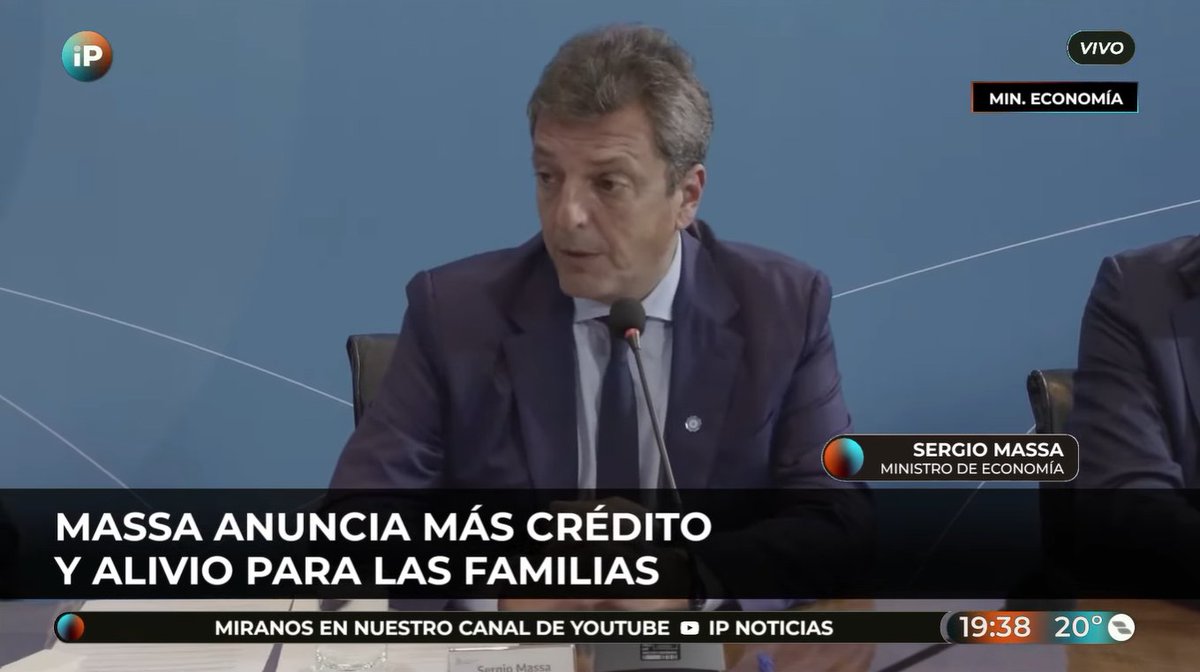 iP
VIVO
MIN. ECONOMÍA
SERGIO MASSA
MINISTRO DE ECONOMÍA
MASSA ANUNCIA MÁS CRÉDITO
Y ALIVIO PARA LAS FAMILIAS
MIRANOS EN NUESTRO CANAL DE YOUTUBE IP NOTICIAS
19:38 20°
Sergio Massa